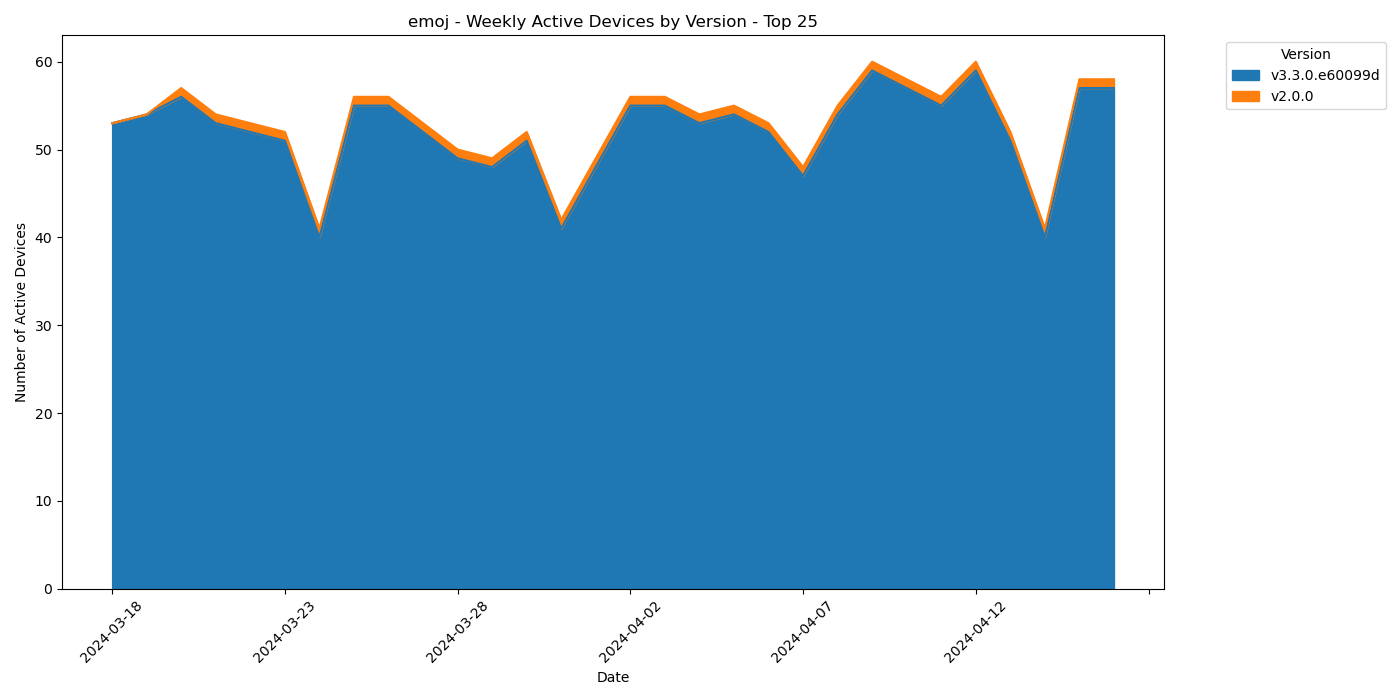 emoj - Weekly Active Devices by Version - Top 25
Version
v3.3.0.e60099d
v2.0.0
Number of Active Devices
60
50
40
30
20
10
0
2024-03-18
2024-03-23
2024-03-28
2024-04-02
2024-04-07
2024-04-12
Date